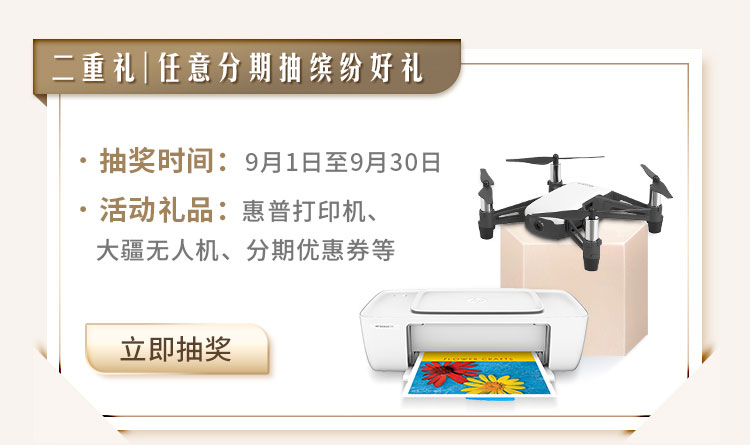 二重礼|任意分期抽缤纷好礼
· 抽奖时间：9月1日至9月30日
· 活动礼品：惠普打印机、
大疆无人机、分期优惠券等
立即抽奖
FLOWER CRAFTS